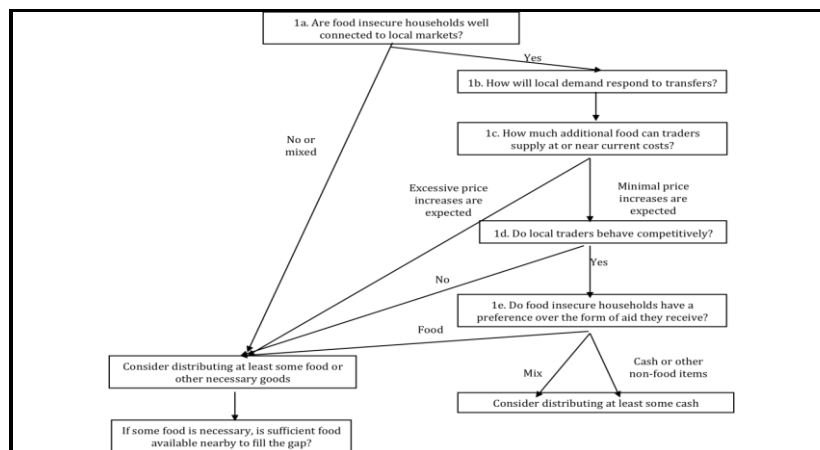 1a. Are food insecure households well
connected to local markets?
Yes
1b. How will local demand respond to transfers?
1c. How much additional food can traders
supply at or near current costs?
No or
mixed
Excessive price
increases are
expected
Minimal price
increases are
expected
1d. Do local traders behave competitively?
No
Yes
1e. Do food insecure households have a
preference over the form of aid they receive?
Food
Consider distributing at least some food or
other necessary goods
Mix
Cash or other
non-food items
Consider distributing at least some cash
If some food is necessary, is sufficient food
available nearby to fill the gap?